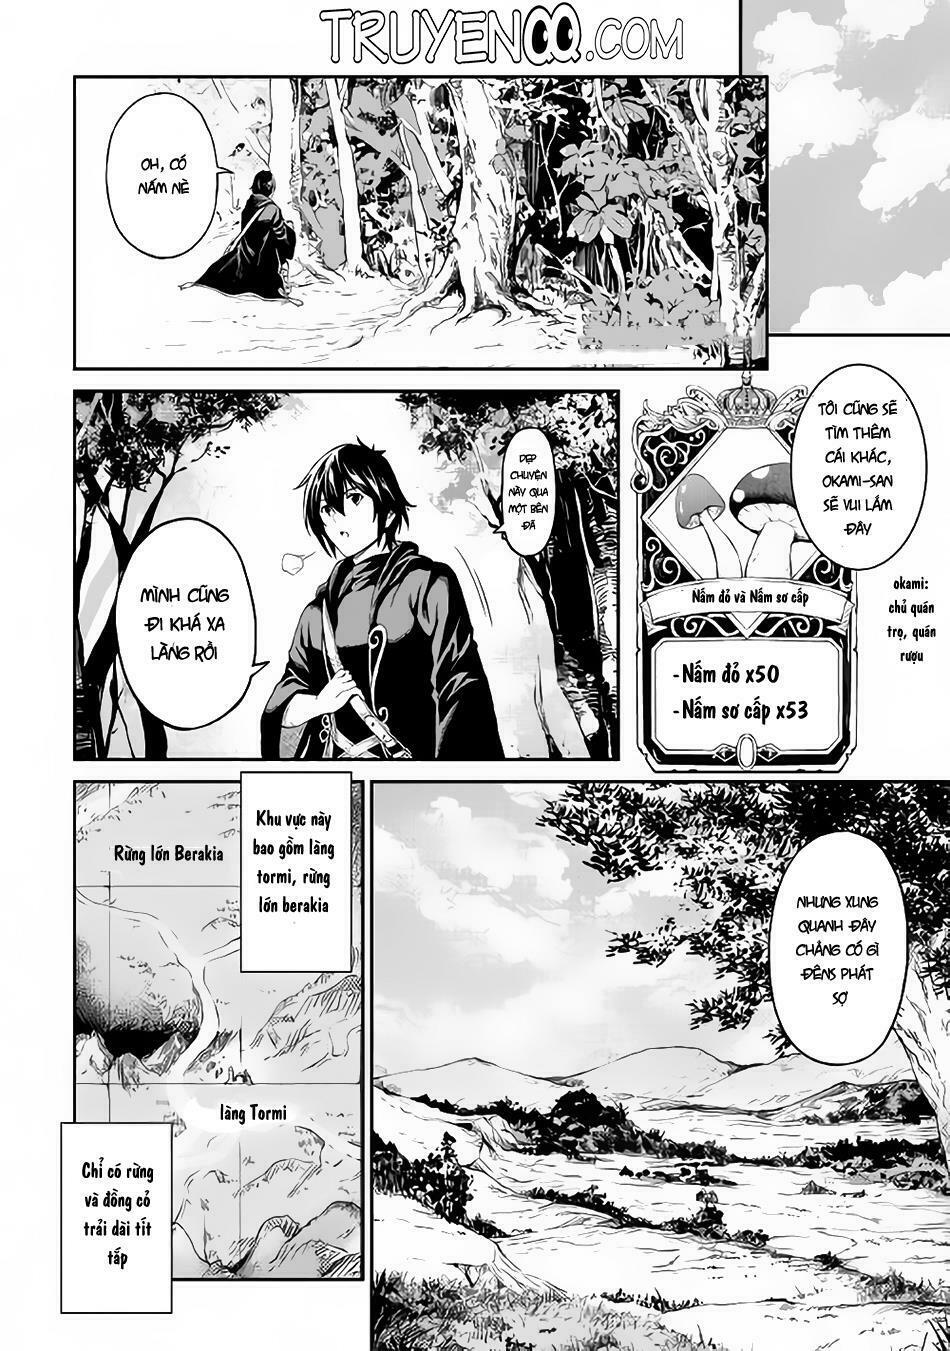 TRUYENQQ.COM
OH, CÓ
NẤM NÈ
TÔI CŨNG SẼ
TÌM THÊM
CÁI KHÁC,
OKAMI-SAN
SẼ VUI LẮM
ĐẤY
okami:
chủ quán
trọ, quán
rượu
Nấm đỏ và Nấm sơ cấp
-Nấm đỏ x50
-Nấm sơ cấp x53
DẸP
CHUYỆN
NÀY QUA
MỘT BÊN
ĐÃ
MÌNH CŨNG
ĐI KHÁ XA
LÀNG RỒI
NHƯNG XUNG
QUANH ĐÂY
CHẲNG CÓ GÌ
ĐÊNS PHÁT
SỢ
Khu vực này
bao gồm làng
tormi, rừng
lớn berakia
Rừng lớn Berakia
làng Tormi
Chỉ có rừng
và đồng cỏ
trải dài tít
tắp